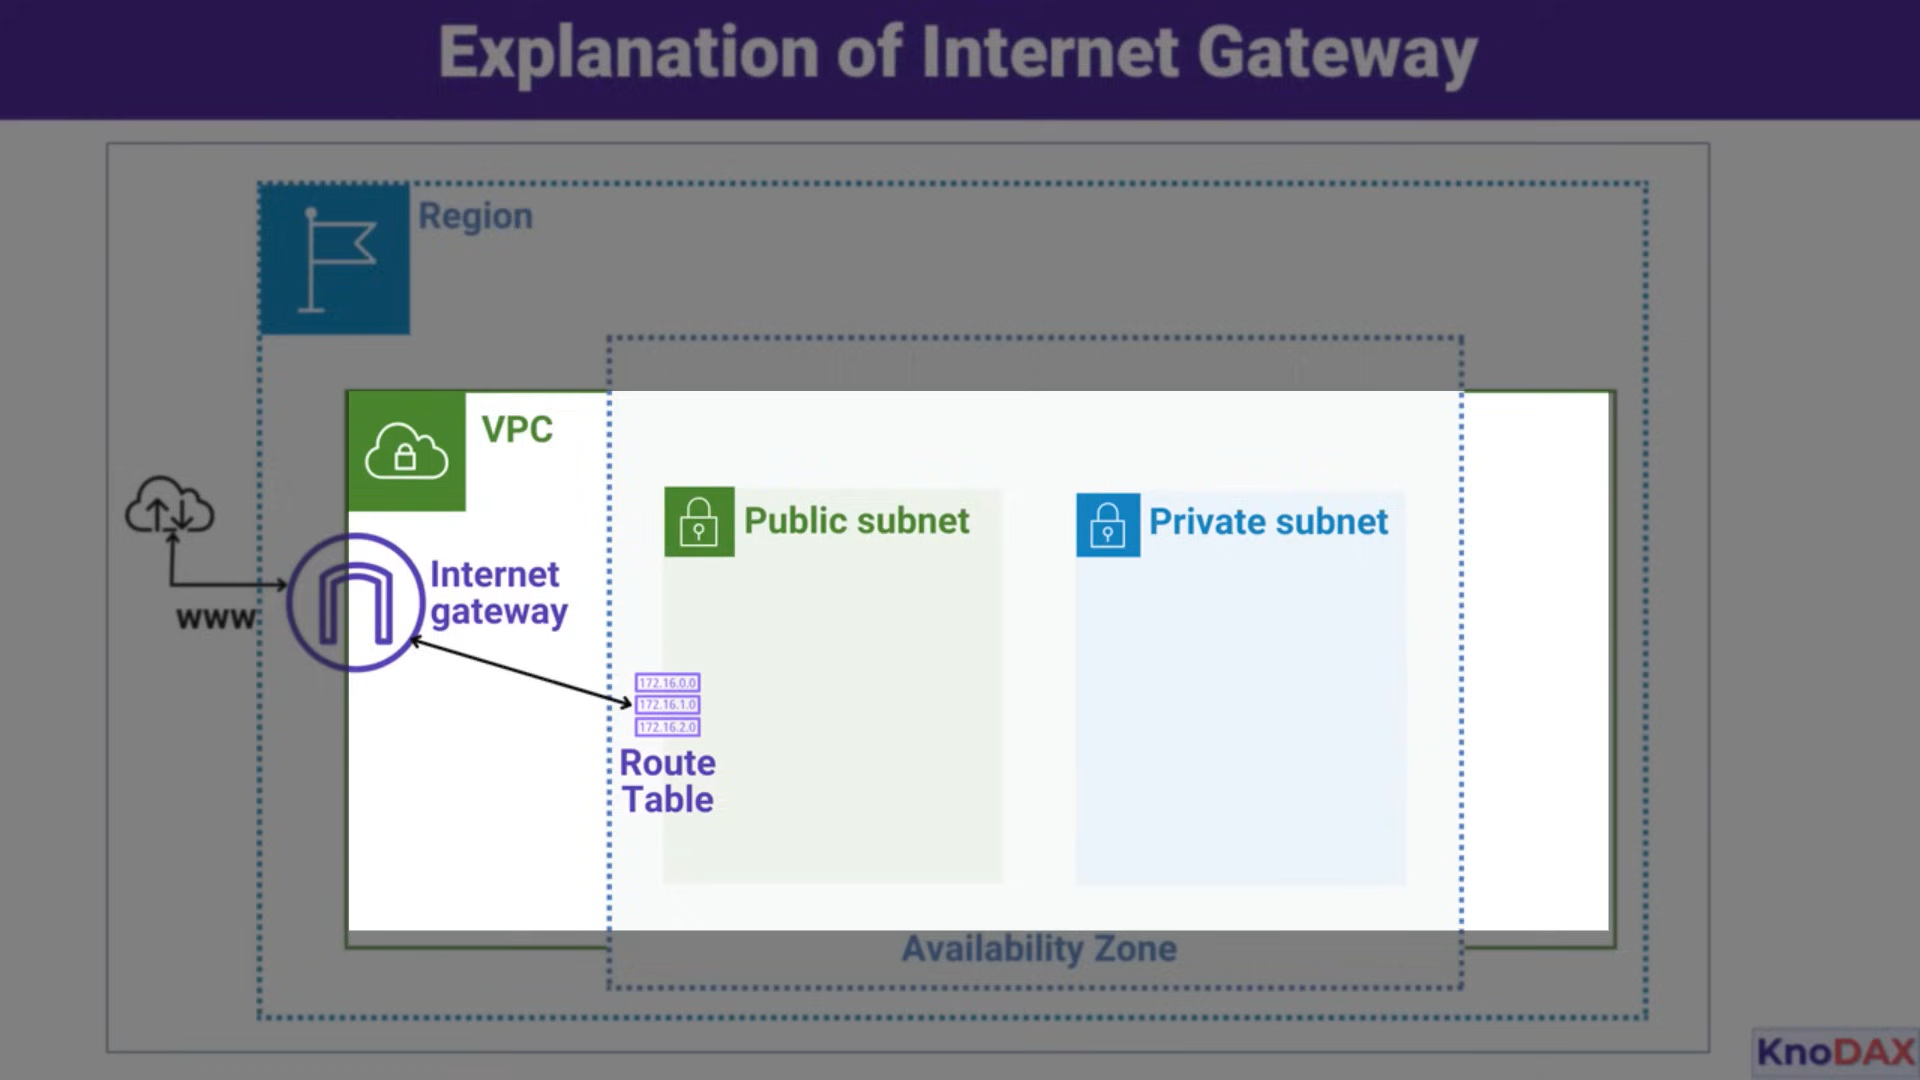 Explanation of Internet Gateway
Region
VPC
Public subnet
Private subnet
Internet
gateway
www
172.16.0.0
172.16.1.0
172.16.2.0
Route
Table
Availability Zone
KnoDAX